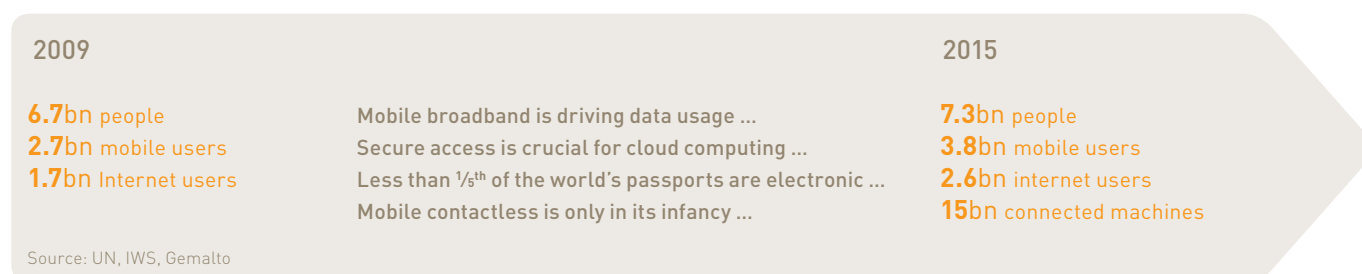 2009
6.7bn people
2.7bn mobile users
1.7bn Internet users
Mobile broadband is driving data usage ...
Secure access is crucial for cloud computing ...
Less than 1/5th of the world's passports are electronic ...
Mobile contactless is only in its infancy ...
2015
7.3bn people
3.8bn mobile users
2.6bn internet users
15bn connected machines
Source: UN, IWS, Gemalto